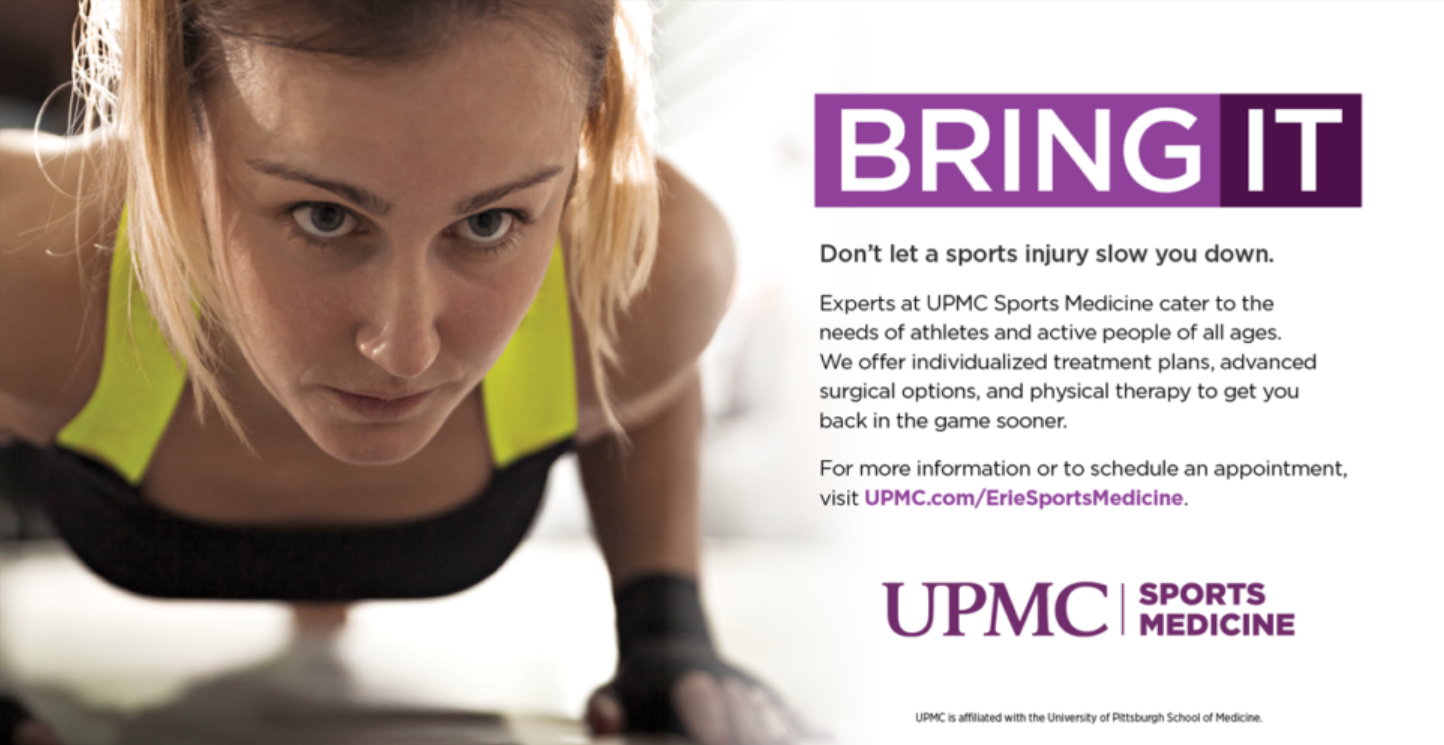 BRING IT
Don't let a sports injury slow you down.
Experts at UPMC Sports Medicine cater to the
needs of athletes and active people of all ages.
We offer individualized treatment plans, advanced
surgical options, and physical therapy to get you
back in the game sooner.
For more information or to schedule an appointment,
visit UPMC.com/ErieSportsMedicine.
UPMC | SPORTS
MEDICINE
UPMC is affiliated with the University of Pittsburgh School of Medicine.